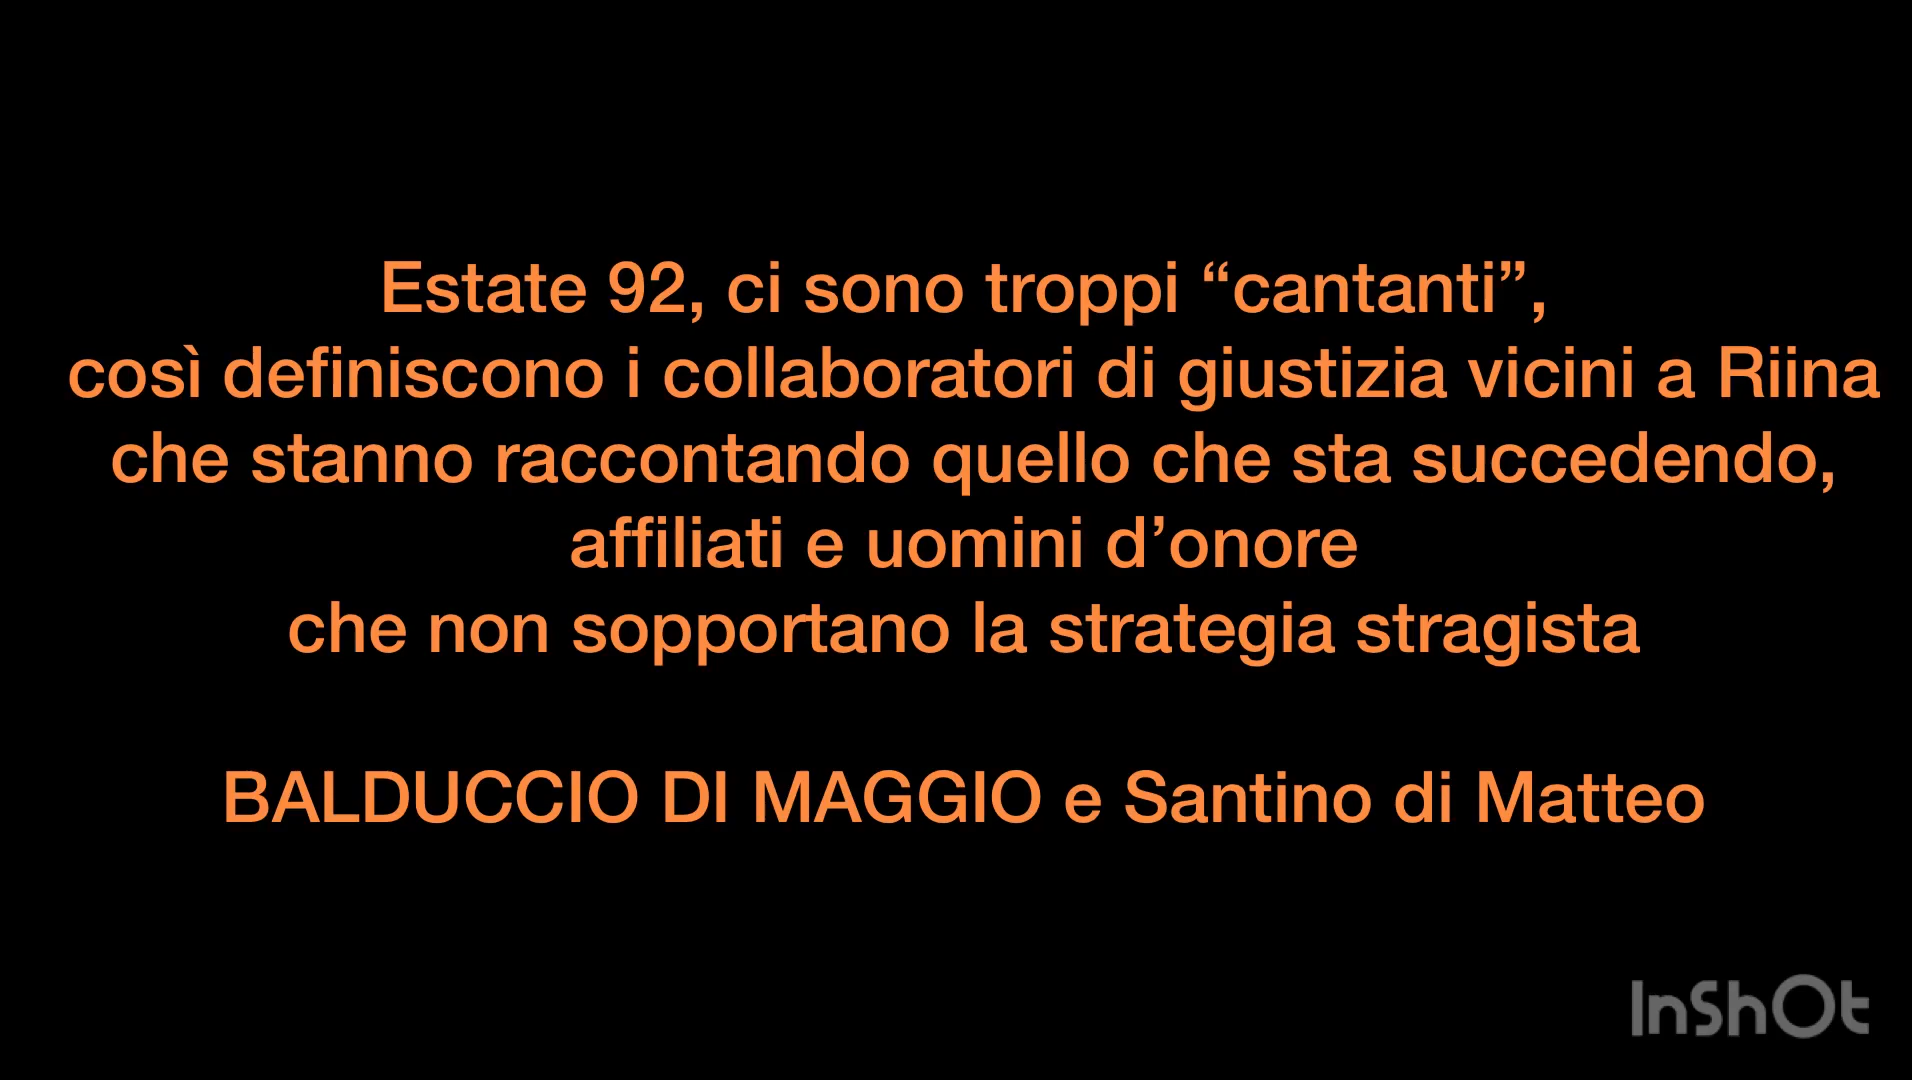 Estate 92, ci sono troppi “cantanti”,
così definiscono i collaboratori di giustizia vicini a Riina
che stanno raccontando quello che sta succedendo,
affiliati e uomini d’onore
che non sopportano la strategia stragista
BALDUCCIO DI MAGGIO e Santino di Matteo
InShOt